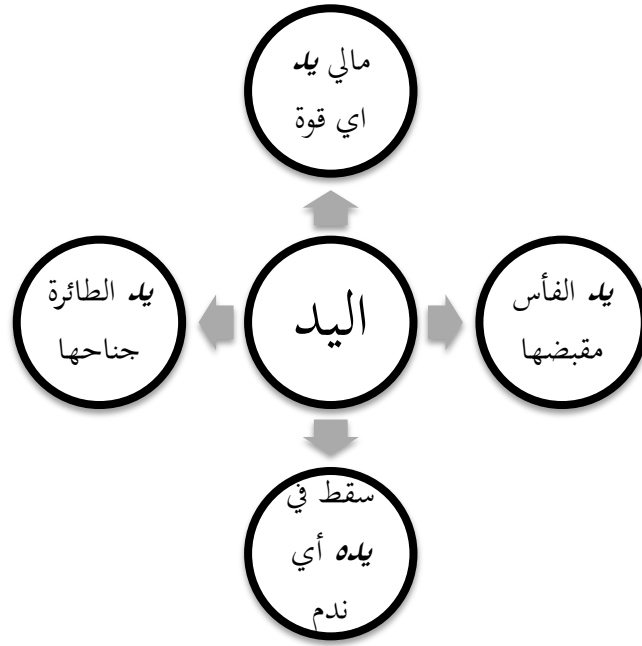 مالي يد
اي قوة
اليد
يد الفأس
مقبضها
يد الطائرة
جناحها
سقط في
يده أي
ندم